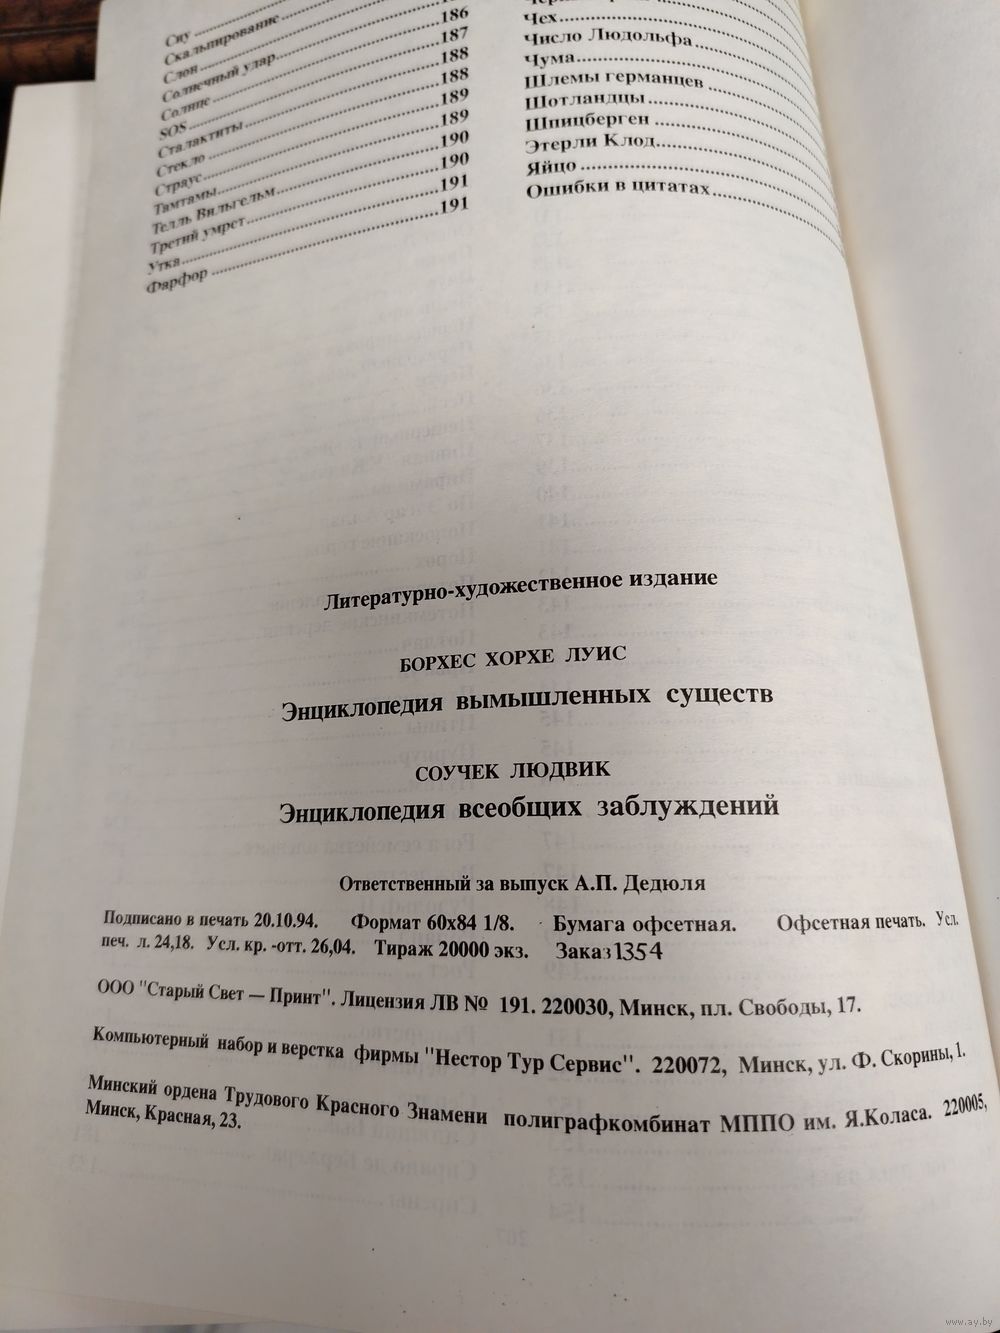 186
187
188
188
189
189
190
190
191
191
Сиу
Скальпирование
Слон
Солнечный удар
Солнце
SOS
Сталактиты
Стекло
Страус
Тамтамы
Телль Вильгельм
Третий умрет
Утка
Фарфор
Чех
Число Людольфа
Чума
Шлемы германцев
Шотландцы
Шпицберген
Этерли Клод
Яйцо
Ошибки в цитатах
Литературно-художественное издание
БОРХЕС ХОРХЕ ЛУИС
Энциклопедия вымышленных существ
СОУЧЕК ЛЮДВИК
Энциклопедия всеобщих заблуждений
Ответственный за выпуск А.П. Дедюля
Подписано в печать 20.10.94. Формат 60x84 1/8. Бумага офсетная. Офсетная печать. Усл.
печ. л. 24,18. Усл. кр. -отт. 26,04. Тираж 20000 экз. Заказ 1354
ООО "Старый Свет — Принт". Лицензия ЛВ № 191. 220030, Минск, пл. Свободы, 17.
Компьютерный набор и верстка фирмы "Нестор Тур Сервис". 220072, Минск, ул. Ф. Скорины, 1.
Минский ордена Трудового Красного Знамени полиграфкомбинат МППО им. Я.Коласа. 220005,
Минск, Красная, 23.
www.ay.by